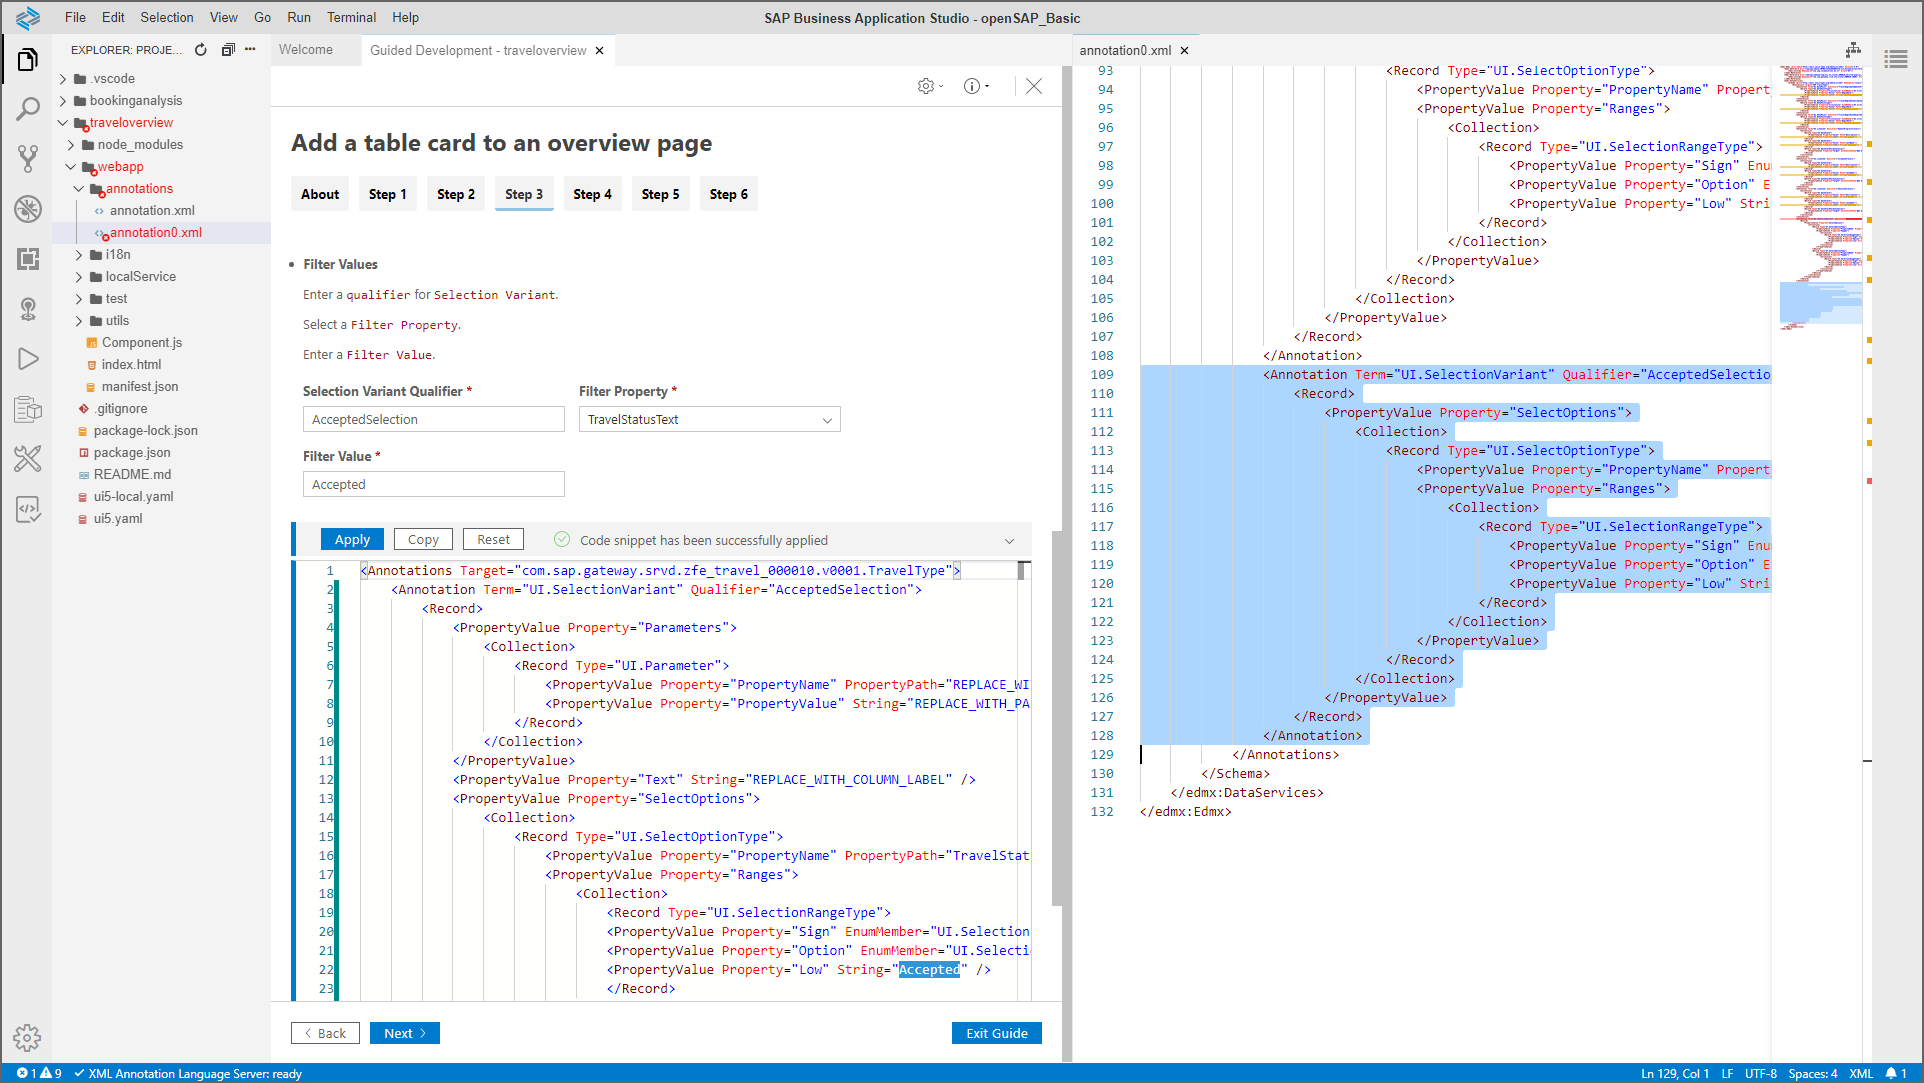 File Edit Selection View Go Run Terminal Help
SAP Business Application Studio - openSAP_Basic
EXPLORER: PROJE...
.vscode
bookinganalysis
traveloverview
node_modules
webapp
annotations
annotation.xml
annotation0.xml
i18n
localService
test
utils
Component.js
index.html
manifest.json
.gitignore
package-lock.json
package.json
README.md
ui5-local.yaml
ui5.yaml
Welcome
Guided Development - traveloverview
Add a table card to an overview page
About Step 1 Step 2 Step 3 Step 4 Step 5 Step 6
• Filter Values
Enter a qualifier for Selection Variant.
Select a Filter Property.
Enter a Filter Value.
Selection Variant Qualifier * Filter Property *
AcceptedSelection TravelStatusText
Filter Value *
Accepted
Apply Copy Reset Code snippet has been successfully applied
1 <Annotations Target="com.sap.gateway.srvd.zfe_travel_000010.v0001.TravelType">
2 <Annotation Term="UI.SelectionVariant" Qualifier="AcceptedSelection">
3 <Record>
4 <PropertyValue Property="Parameters">
5 <Collection>
6 <Record Type="UI.Parameter">
7 <PropertyValue Property="PropertyName" PropertyPath="REPLACE_WI
8 <PropertyValue Property="PropertyValue" String="REPLACE_WITH_PA
9 </Record>
10 </Collection>
11 </PropertyValue>
12 <PropertyValue Property="Text" String="REPLACE_WITH_COLUMN_LABEL" />
13 <PropertyValue Property="SelectOptions">
14 <Collection>
15 <Record Type="UI.SelectOptionType">
16 <PropertyValue Property="PropertyName" PropertyPath="TravelStat
17 <PropertyValue Property="Ranges">
18 <Collection>
19 <Record Type="UI.SelectionRangeType">
20 <PropertyValue Property="Sign" EnumMember="UI.Selection
21 <PropertyValue Property="Option" EnumMember="UI.Selecti
22 <PropertyValue Property="Low" String="Accepted" />
23 </Record>
Back Next Exit Guide
annotation0.xml
93 <Record Type="UI.SelectOptionType">
94 <PropertyValue Property="PropertyName" Propert
95 <PropertyValue Property="Ranges">
96 <Collection>
97 <Record Type="UI.SelectionRangeType">
98 <PropertyValue Property="Sign" Enu
99 <PropertyValue Property="Option" E
100 <PropertyValue Property="Low" Stri
101 </Record>
102 </Collection>
103 </PropertyValue>
104 </Record>
105 </Collection>
106 </PropertyValue>
107 </Record>
108 </Annotation>
109 <Annotation Term="UI.SelectionVariant" Qualifier="AcceptedSelectio
110 <Record>
111 <PropertyValue Property="SelectOptions">
112 <Collection>
113 <Record Type="UI.SelectOptionType">
114 <PropertyValue Property="PropertyName" Propert
115 <PropertyValue Property="Ranges">
116 <Collection>
117 <Record Type="UI.SelectionRangeType">
118 <PropertyValue Property="Sign" Enu
119 <PropertyValue Property="Option" E
120 <PropertyValue Property="Low" Stri
121 </Record>
122 </Collection>
123 </PropertyValue>
124 </Record>
125 </Collection>
126 </PropertyValue>
127 </Record>
128 </Annotation>
129 </Annotations>
130 </Schema>
131 </edmx:DataServices>
132 </edmx:Edmx>
1 9 XML Annotation Language Server: ready
Ln 129, Col 1 LF UTF-8 Spaces: 4 XML 1